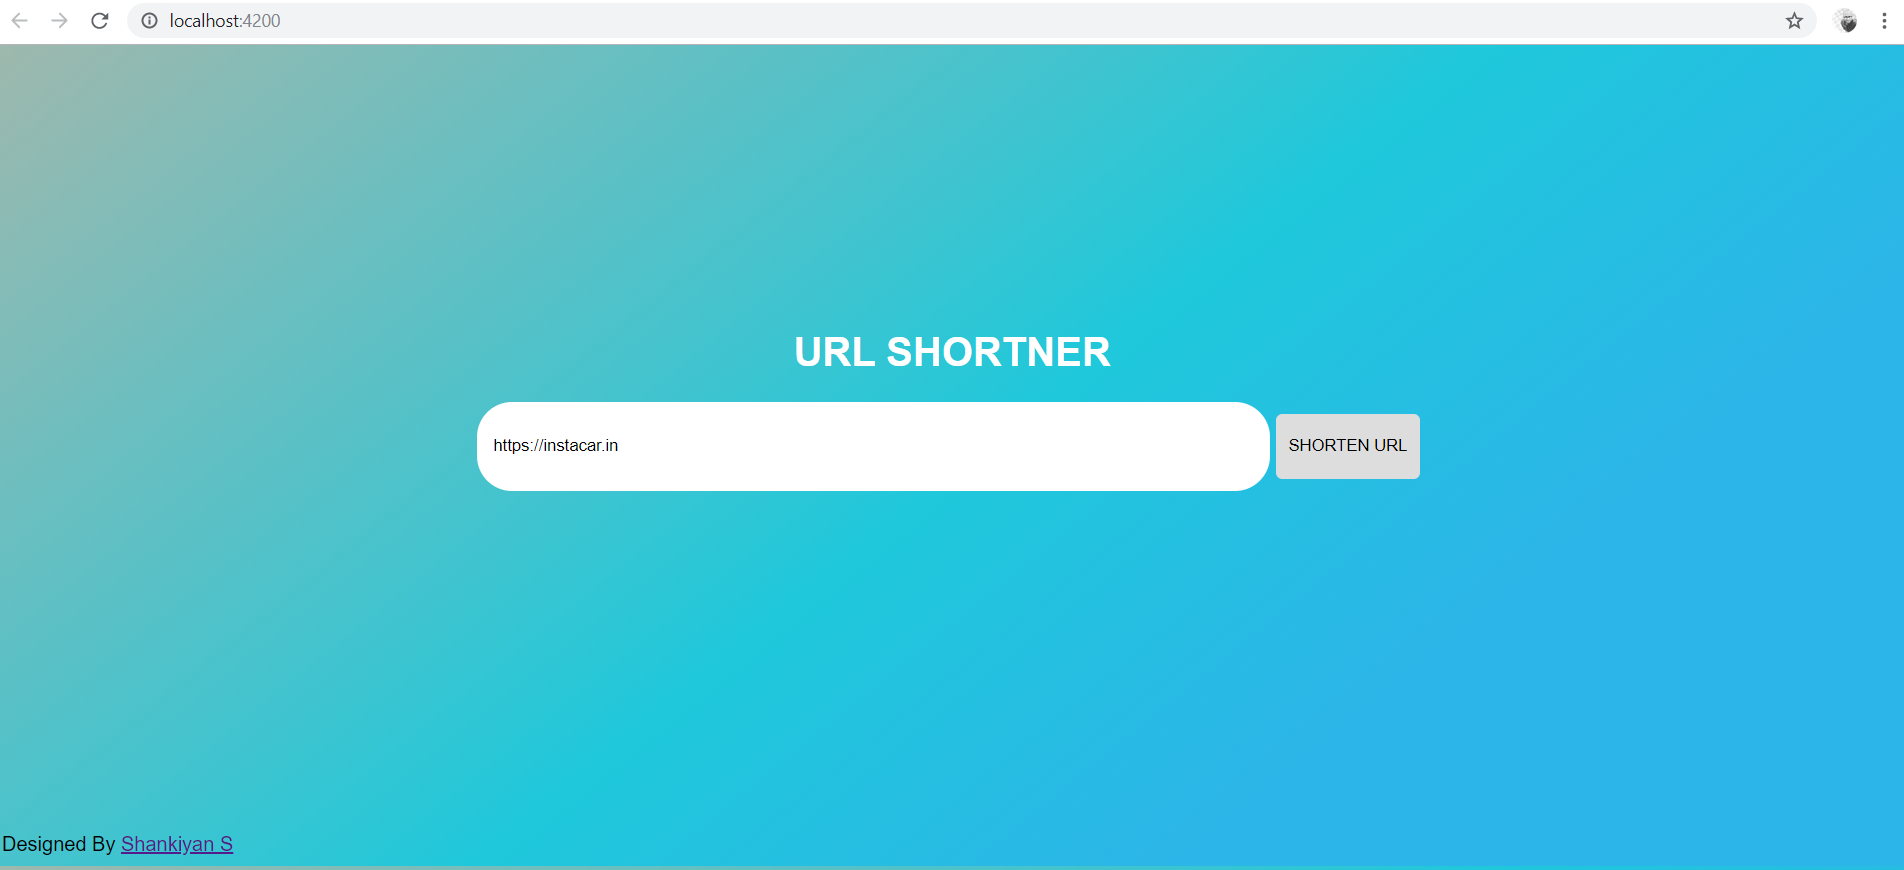 localhost:4200
URL SHORTNER
https://instacar.in
SHORTEN URL
Designed By Shankiyan S